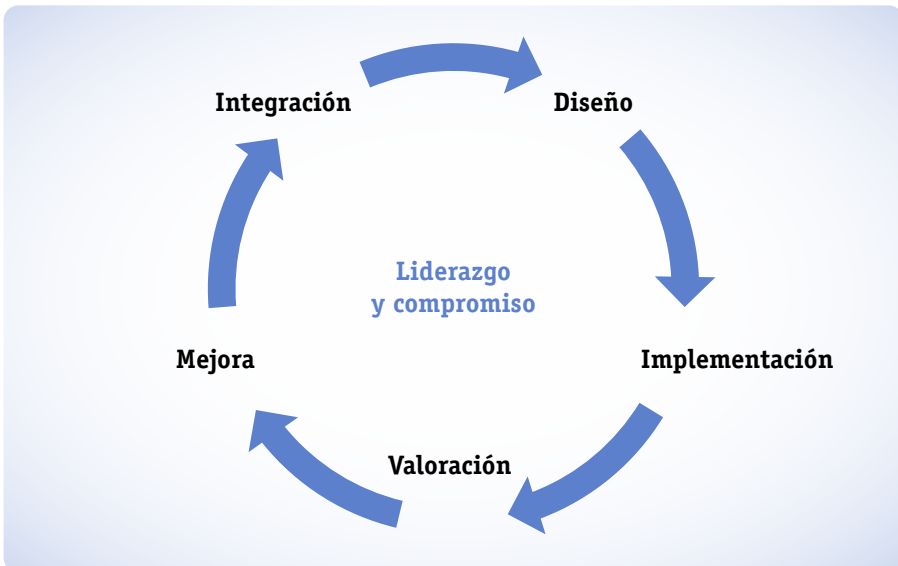 Integración
Diseño
Liderazgo
y compromiso
Mejora
Implementación
Valoración